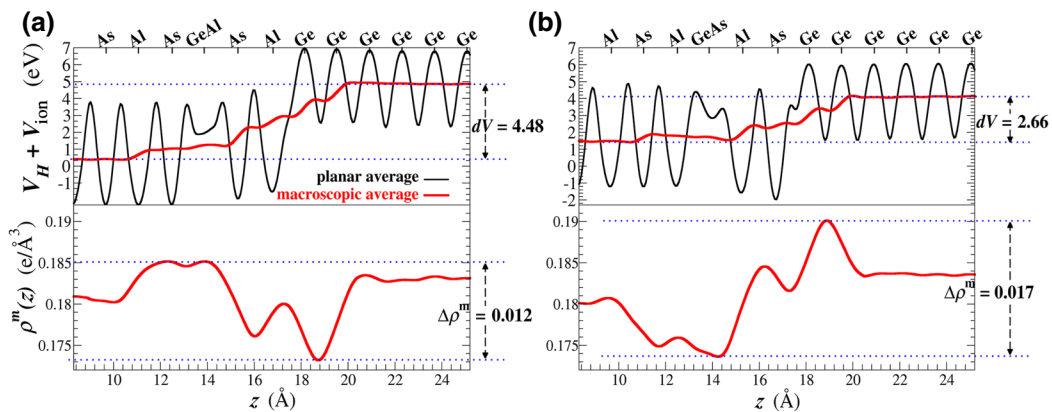 (a)
As Al As GeAl As Al Ge Ge Ge Ge Ge Ge
V_H + V_ion (eV)
7
6
5
4
3
2
1
0
-1
dV = 4.48
planar average
macroscopic average
ρ^m(z) (e/Å^3)
0.19
0.185
0.18
0.175
Δρ^m = 0.012
10 12 14 16 18 20 22 24
z (Å)
(b)
Al As Al GeAs Al As Ge Ge Ge Ge Ge Ge
7
6
5
4
3
2
1
0
-1
-2
dV = 2.66
0.19
0.185
0.18
0.175
Δρ^m = 0.017
10 12 14 16 18 20 22 24
z (Å)